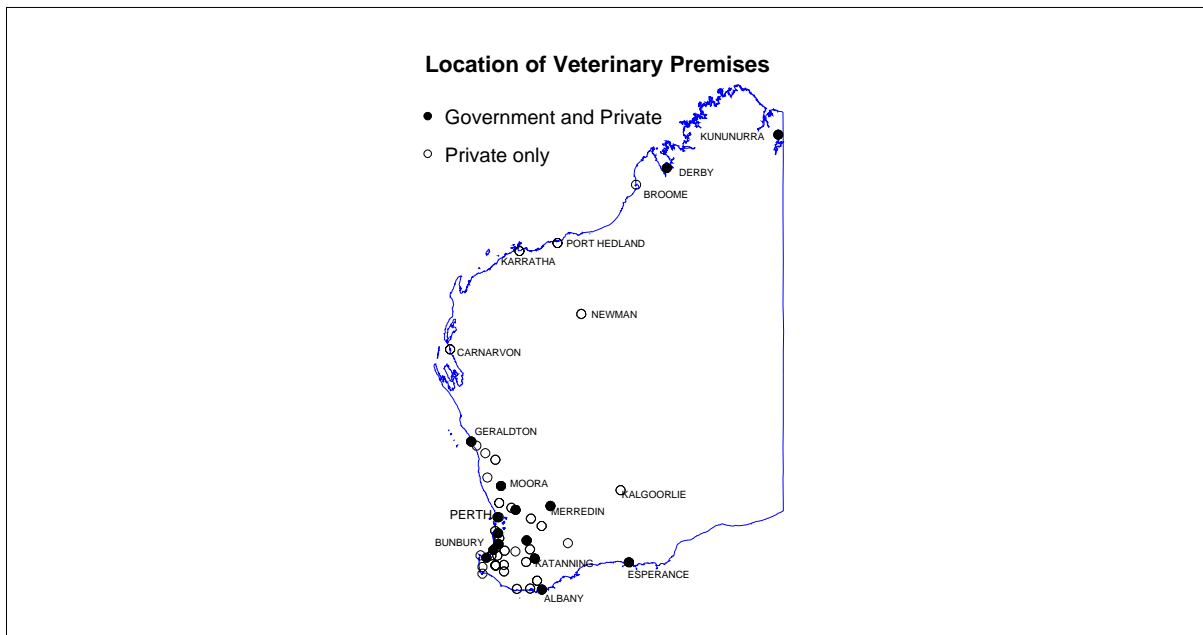 Location of Veterinary Premises
Government and Private
Private only
KUNUNURRA
DERBY
BROOME
PORT HEDLAND
KARRATHA
NEWMAN
CARNARVON
GERALDTON
MOORA
KALGOORLIE
PERTH
MERREDIN
BUNBURY
KATANNING
ESPERANCE
ALBANY